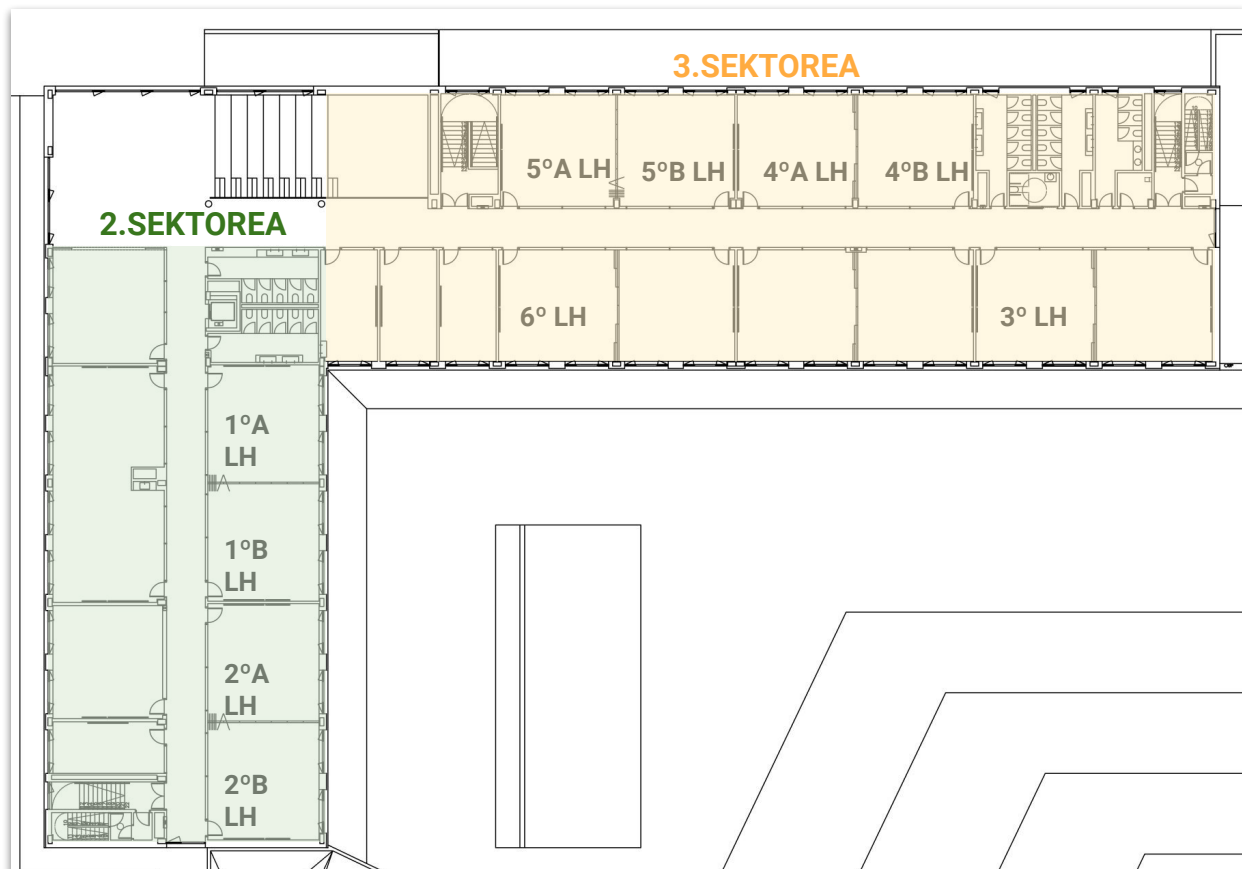 3.SEKTOREA
5ºA LH
5ºB LH
4ºA LH
4ºB LH
2.SEKTOREA
6º LH
3º LH
1ºA
LH
1ºB
LH
2ºA
LH
2ºB
LH